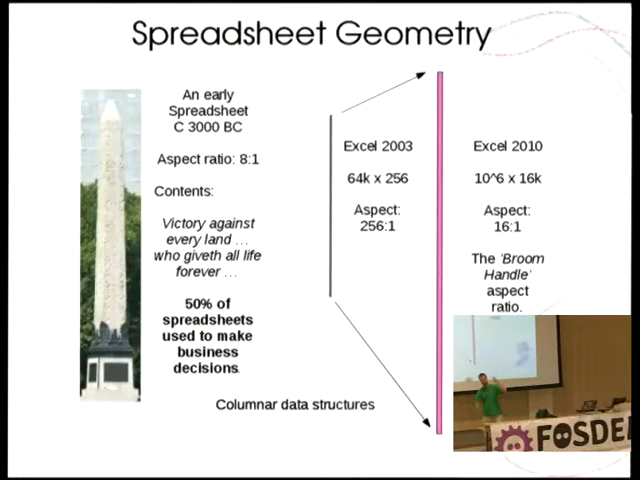 Spreadsheet Geometry
An early
Spreadsheet
C 3000 BC
Aspect ratio: 8:1
Contents:
Victory against
every land …
who giveth all life
forever …
50% of
spreadsheets
used to make
business
decisions.
Columnar data structures
Excel 2003
64k x 256
Aspect:
256:1
Excel 2010
10^6 x 16k
Aspect:
16:1
The 'Broom
Handle'
aspect
ratio.
FOSDE